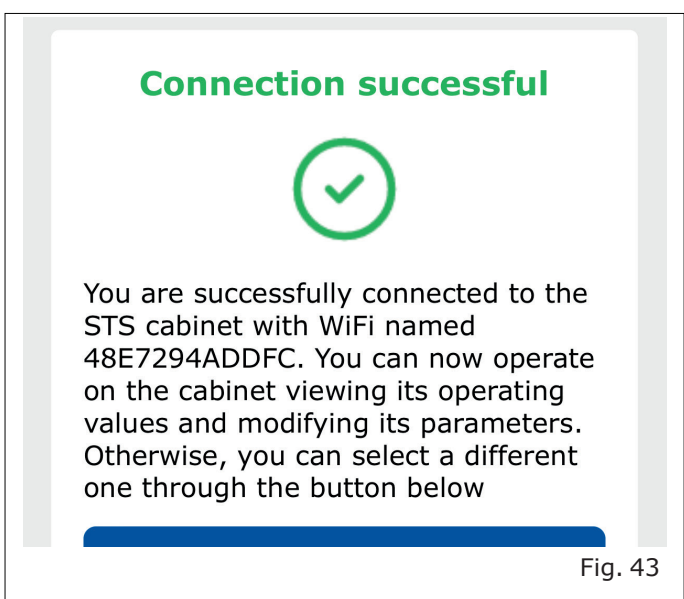 Connection successful
You are successfully connected to the
STS cabinet with WiFi named
48E7294ADDFC. You can now operate
on the cabinet viewing its operating
values and modifying its parameters.
Otherwise, you can select a different
one through the button below
Fig. 43